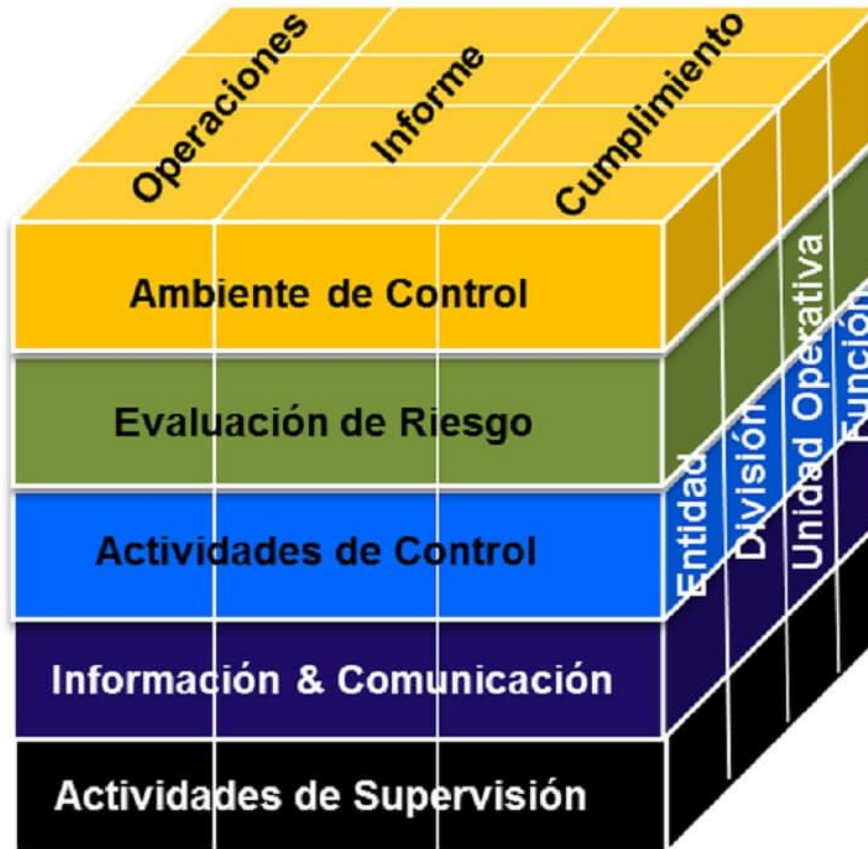 Operaciones
Informe
Cumplimiento
Ambiente de Control
Evaluación de Riesgo
Actividades de Control
Información & Comunicación
Actividades de Supervisión
Entidad
División
Unidad Operativa
Función